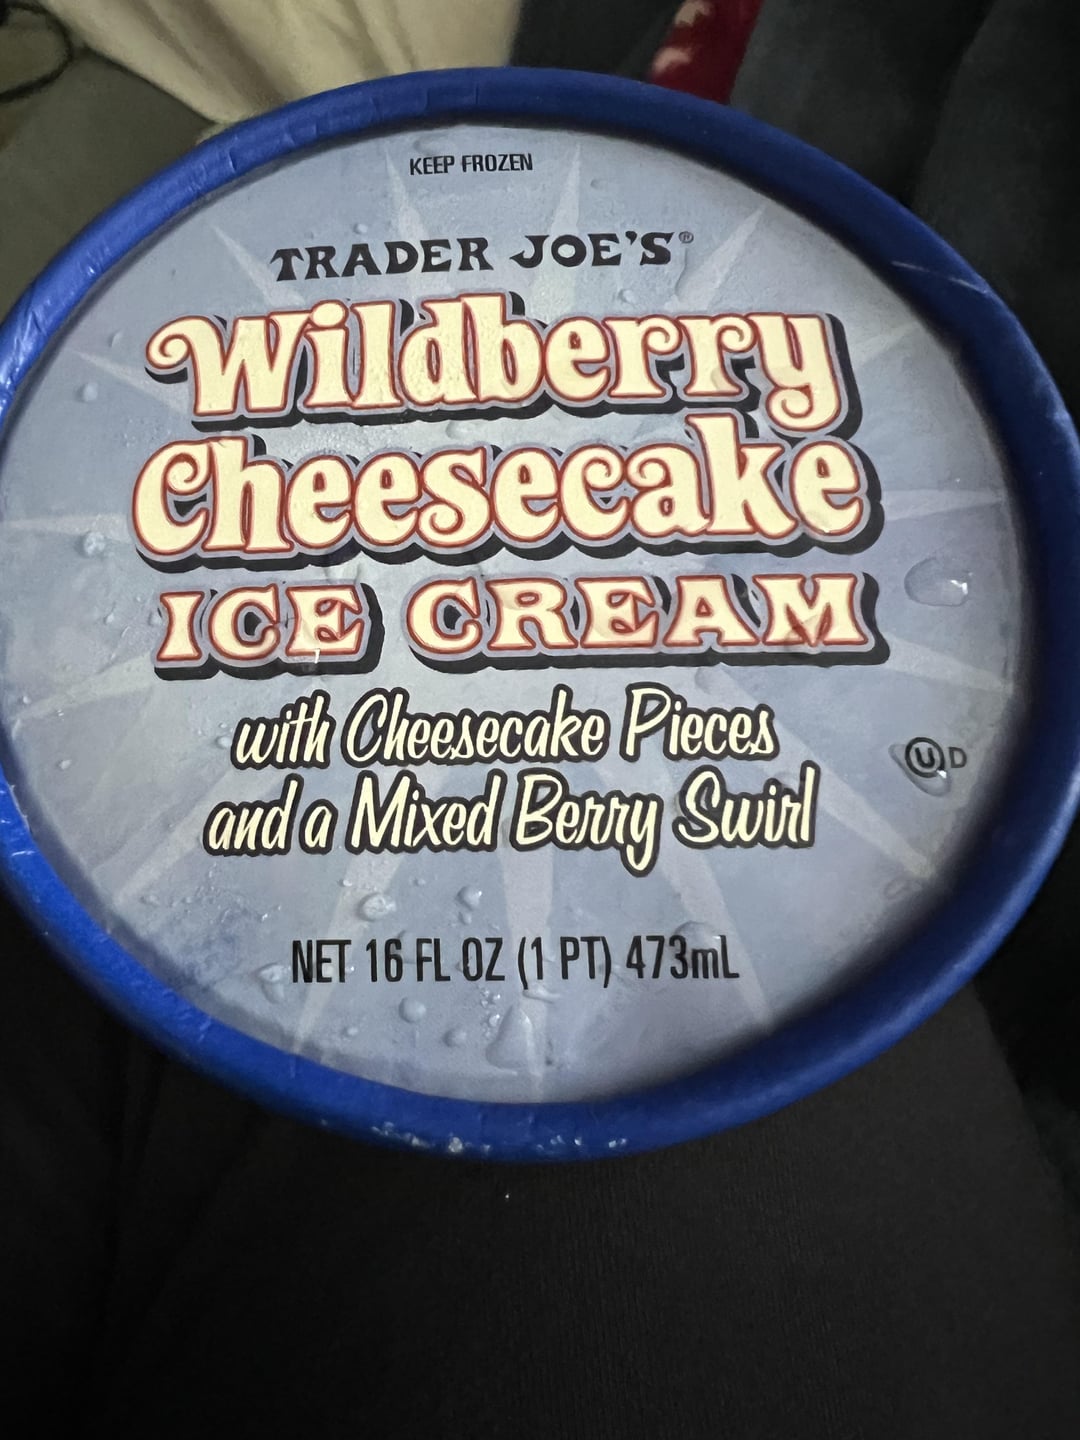 KEEP FROZEN
TRADER JOE'S®
Wildberry
Cheesecake
ICE CREAM
with Cheesecake Pieces
and a Mixed Berry Swirl
U D
NET 16 FL OZ (1 PT) 473mL